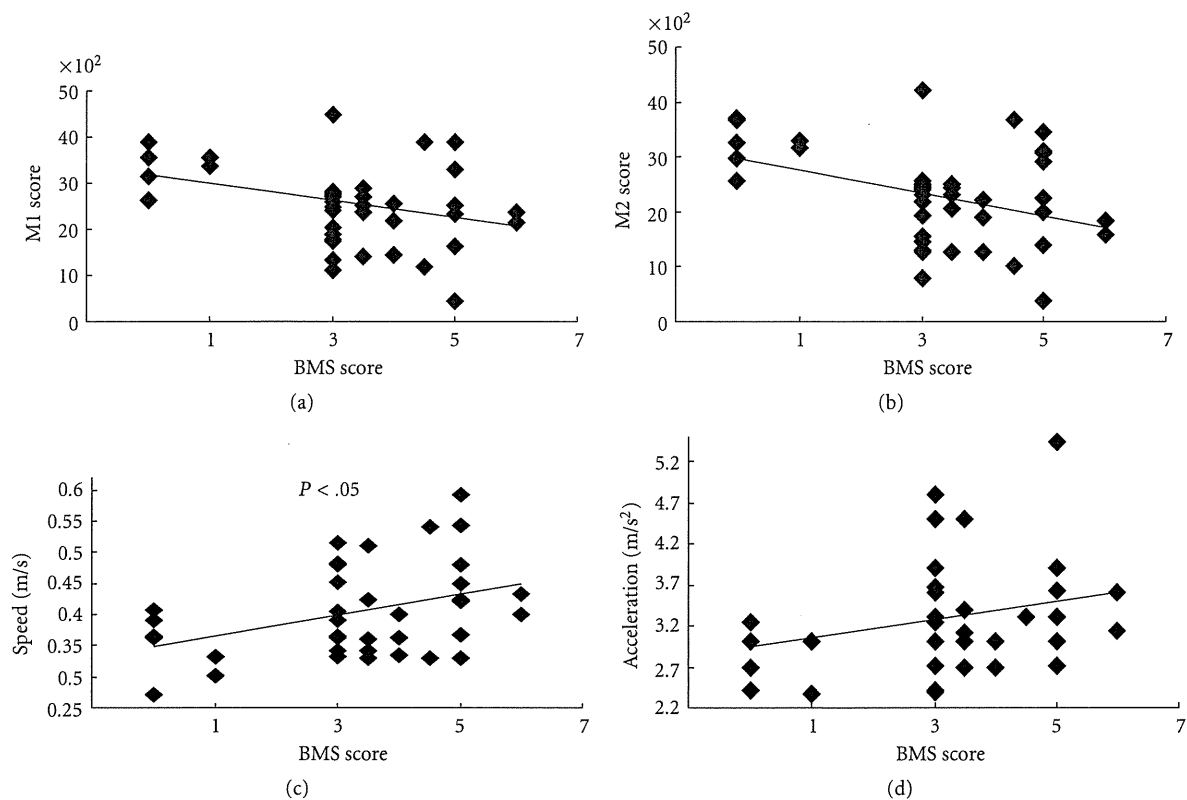 ×10²
50
40
30
20
10
0
M1 score
1 3 5 7
BMS score
(a)
×10²
50
40
30
20
10
0
M2 score
1 3 5 7
BMS score
(b)
P < .05
0.6
0.55
0.5
0.45
0.4
0.35
0.5
0.25
Speed (m/s)
1 3 5 7
BMS score
(c)
5.2
4.7
4.2
3.7
3.2
2.7
2.2
Acceleration (m/s²)
1 3 5 7
BMS score
(d)